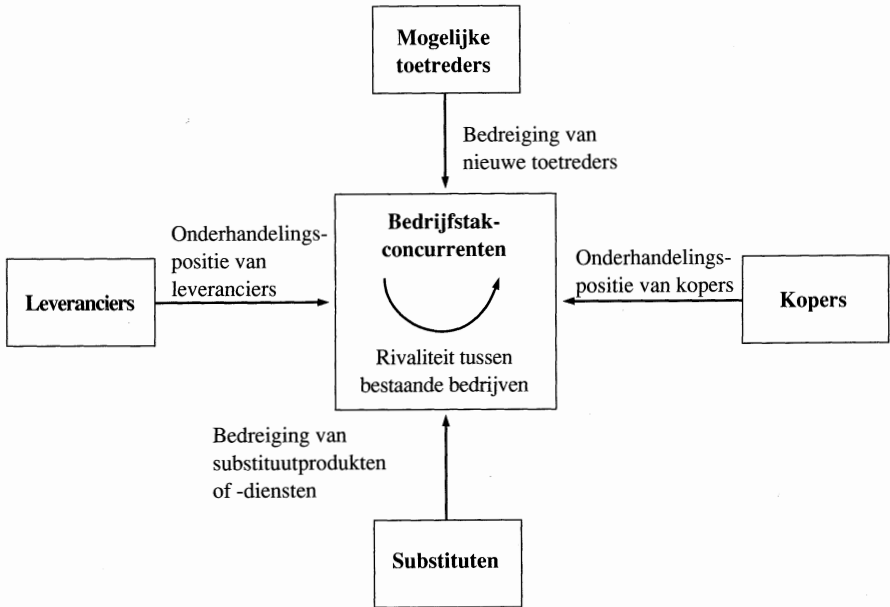 Mogelijke
toetreders
Bedreiging van
nieuwe toetreders
Bedrijfstak-
concurrenten
Onderhandelings-
positie van
leveranciers
Leveranciers
Onderhandelings-
positie van kopers
Kopers
Rivaliteit tussen
bestaande bedrijven
Bedreiging van
substituutprodukten
of -diensten
Substituten